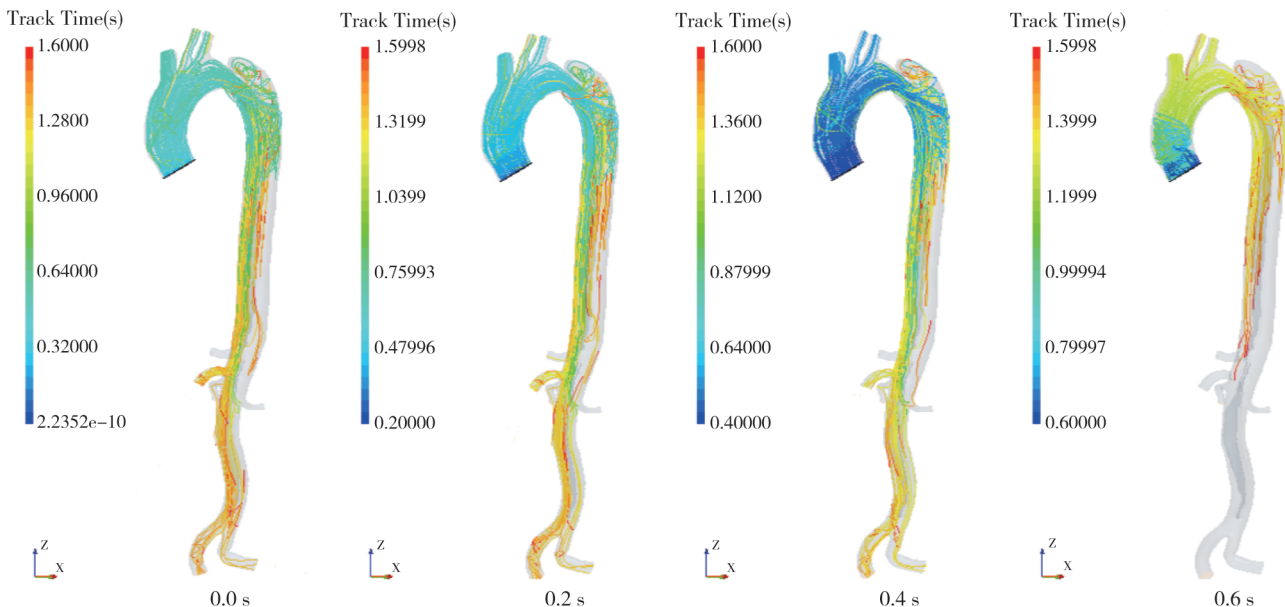 Track Time(s)
1.6000
1.2800
0.96000
0.64000
0.32000
2.2352e-10
Z
X
0.0 s
Track Time(s)
1.5998
1.3199
1.0399
0.75993
0.47996
0.20000
Z
X
0.2 s
Track Time(s)
1.6000
1.3600
1.1200
0.87999
0.64000
0.40000
Z
X
0.4 s
Track Time(s)
1.5998
1.3999
1.1999
0.99994
0.79997
0.60000
Z
X
0.6 s